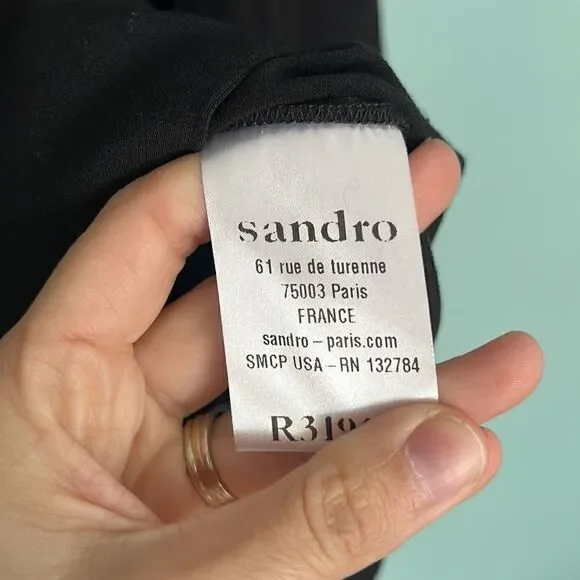 sandro
61 rue de turenne
75003 Paris
FRANCE
sandro – paris.com
SMCP USA – RN 132784